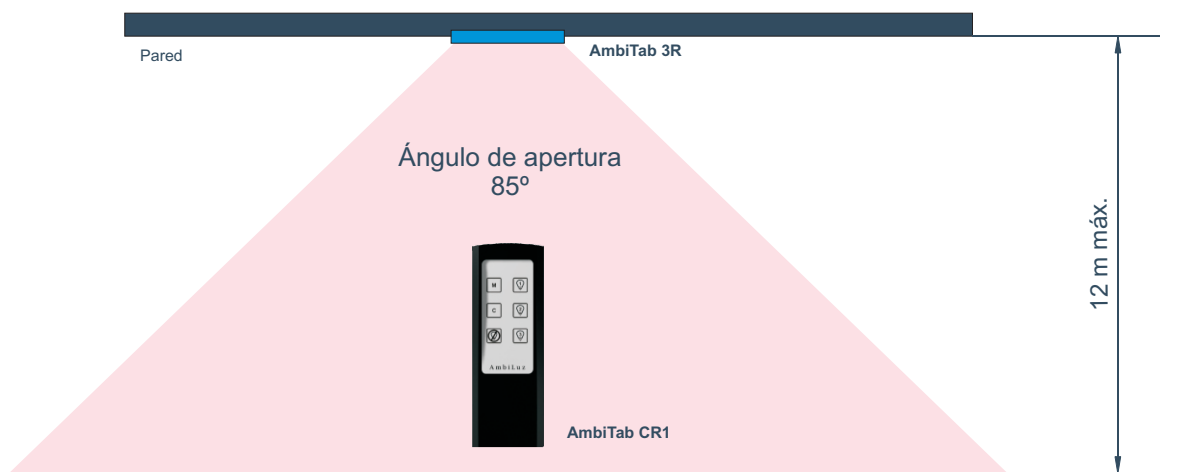 Pared
AmbiTab 3R
Ángulo de apertura
85º
12 m máx.
M
C
AmbiLuz
AmbiTab CR1